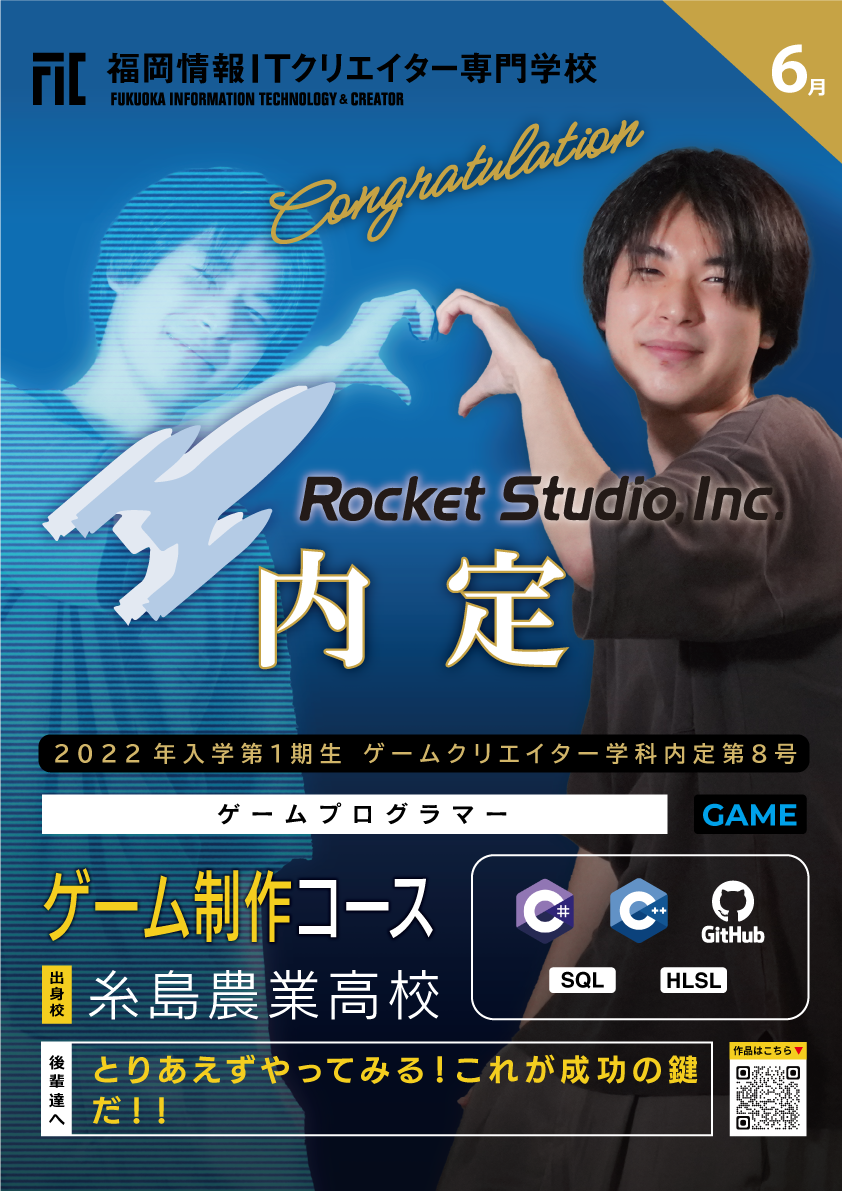 FIC 福岡情報ITクリエイター専門学校
FUKUOKA INFORMATION TECHNOLOGY & CREATOR
6月
Congratulation
Rocket Studio,Inc.
内定
2022年入学第1期生 ゲームクリエイター学科内定第8号
ゲームプログラマー
GAME
ゲーム制作コース
C#
C++
GitHub
SQL
HLSL
出身校
糸島農業高校
後輩達へ
とりあえずやってみる!これが成功の鍵
だ!!
作品はこちら▼